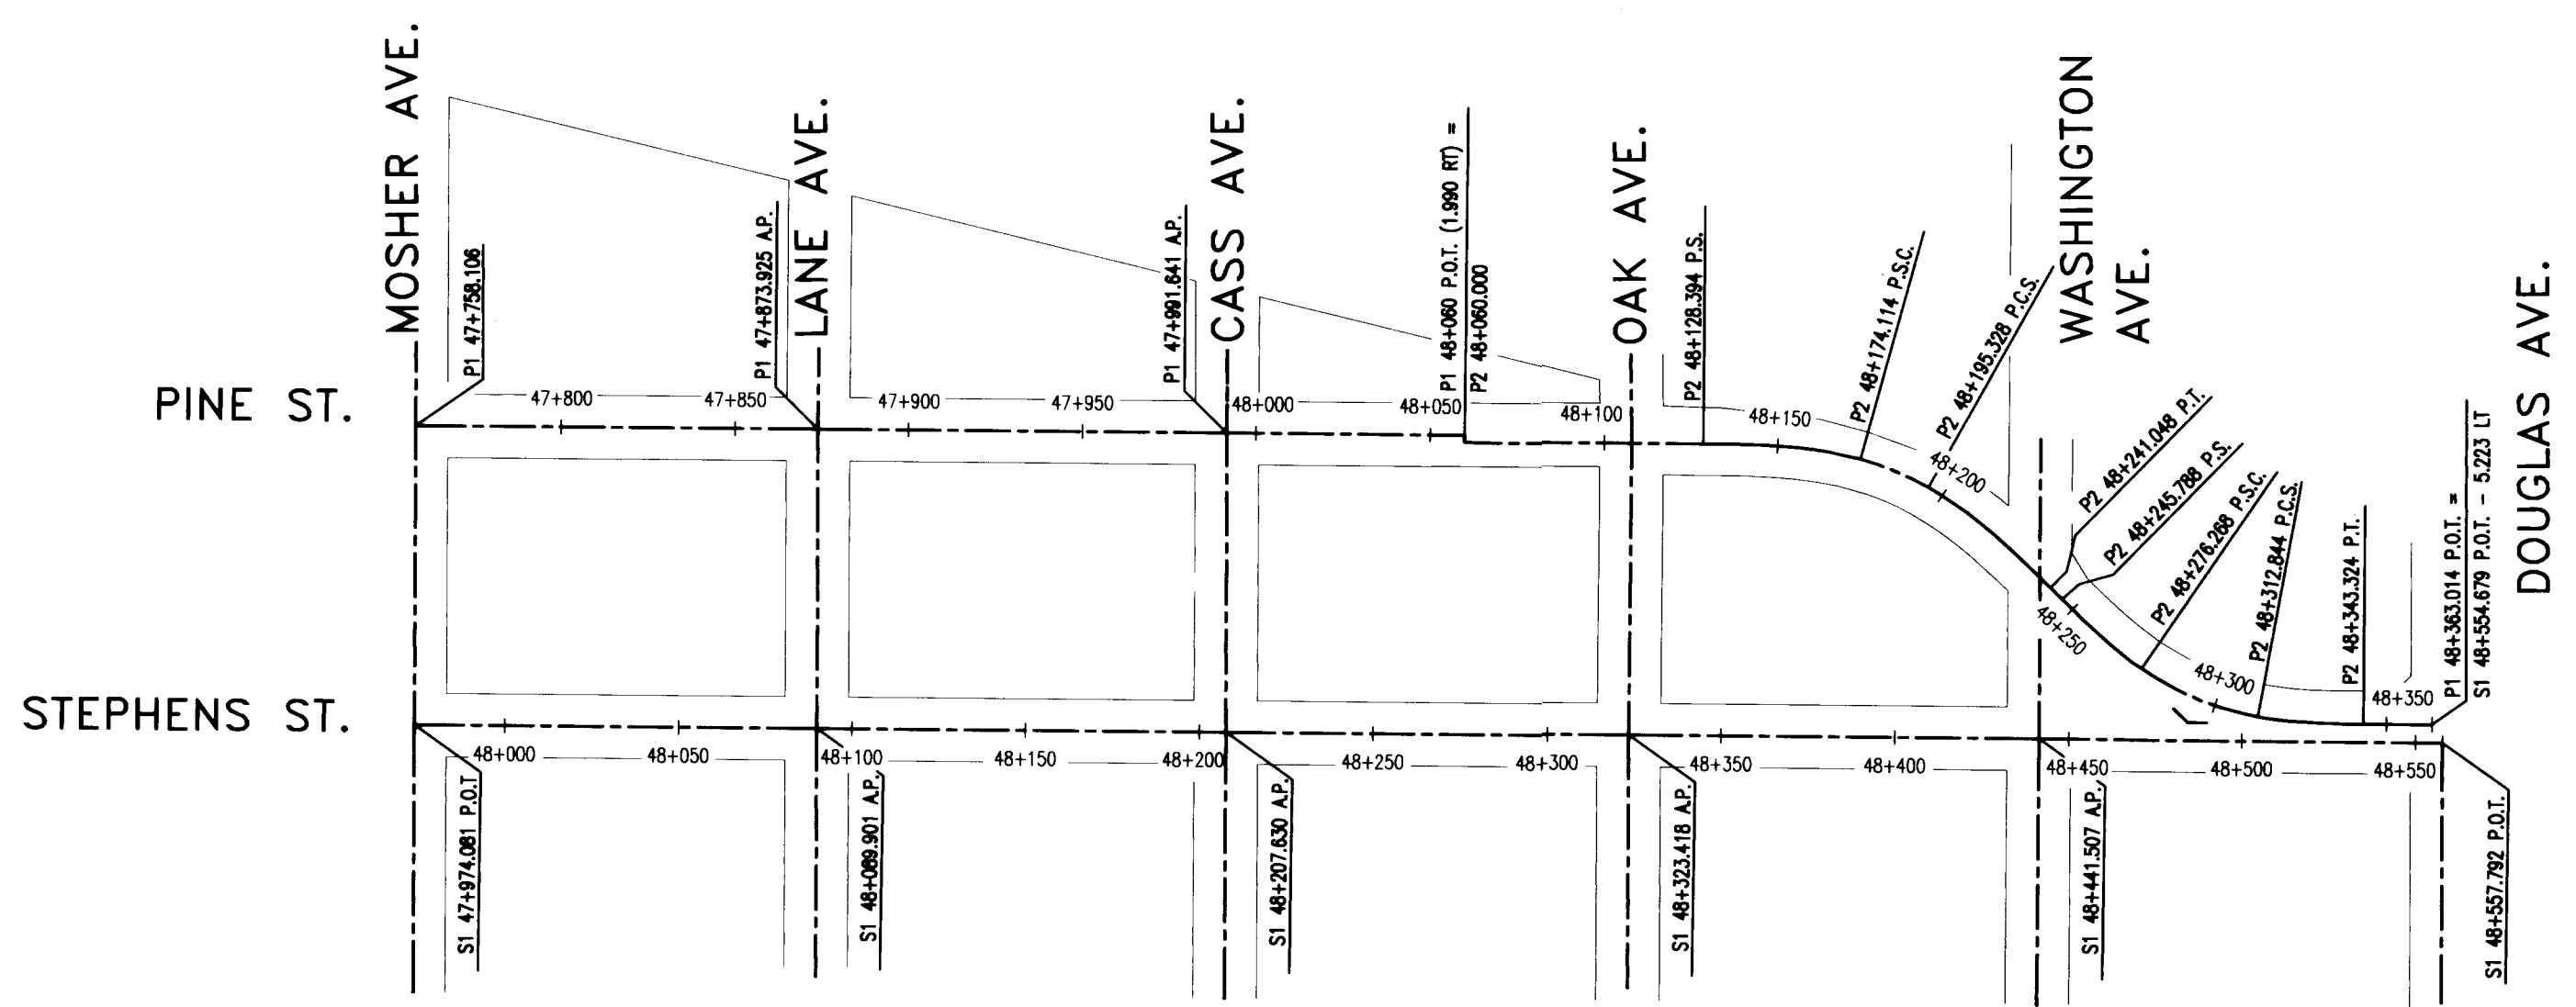 MOSHER AVE.
LANE AVE.
CASS AVE.
OAK AVE.
WASHINGTON
AVE.
DOUGLAS AVE.
PINE ST.
P1 47+758.106
P1 47+873.925 A.P.
P1 47+991.641 A.P.
P1 48+060 P.O.T. (1.990 RT) =
P2 48+060.000
P2 48+128.394 P.S.
P2 48+174.114 P.S.C.
P2 48+195.328 P.C.S.
P2 48+241.048 P.T.
P2 48+245.788 P.S.
P2 48+276.268 P.S.C.
P2 48+312.844 P.C.S.
P2 48+343.324 P.T.
P1 48+363.014 P.O.T. =
S1 48+554.679 P.O.T. - 5.223 LT
47+800
47+850
47+900
47+950
48+000
48+050
48+100
48+150
48+200
48+250
48+300
48+350
STEPHENS ST.
48+000
48+050
48+100
48+150
48+200
48+250
48+300
48+350
48+400
48+450
48+500
48+550
S1 47+974.081 P.O.T
S1 48+089.901 A.P.
S1 48+207.630 A.P.
S1 48+323.418 A.P.
S1 48+441.507 A.P.
S1 48+557.792 P.O.T.